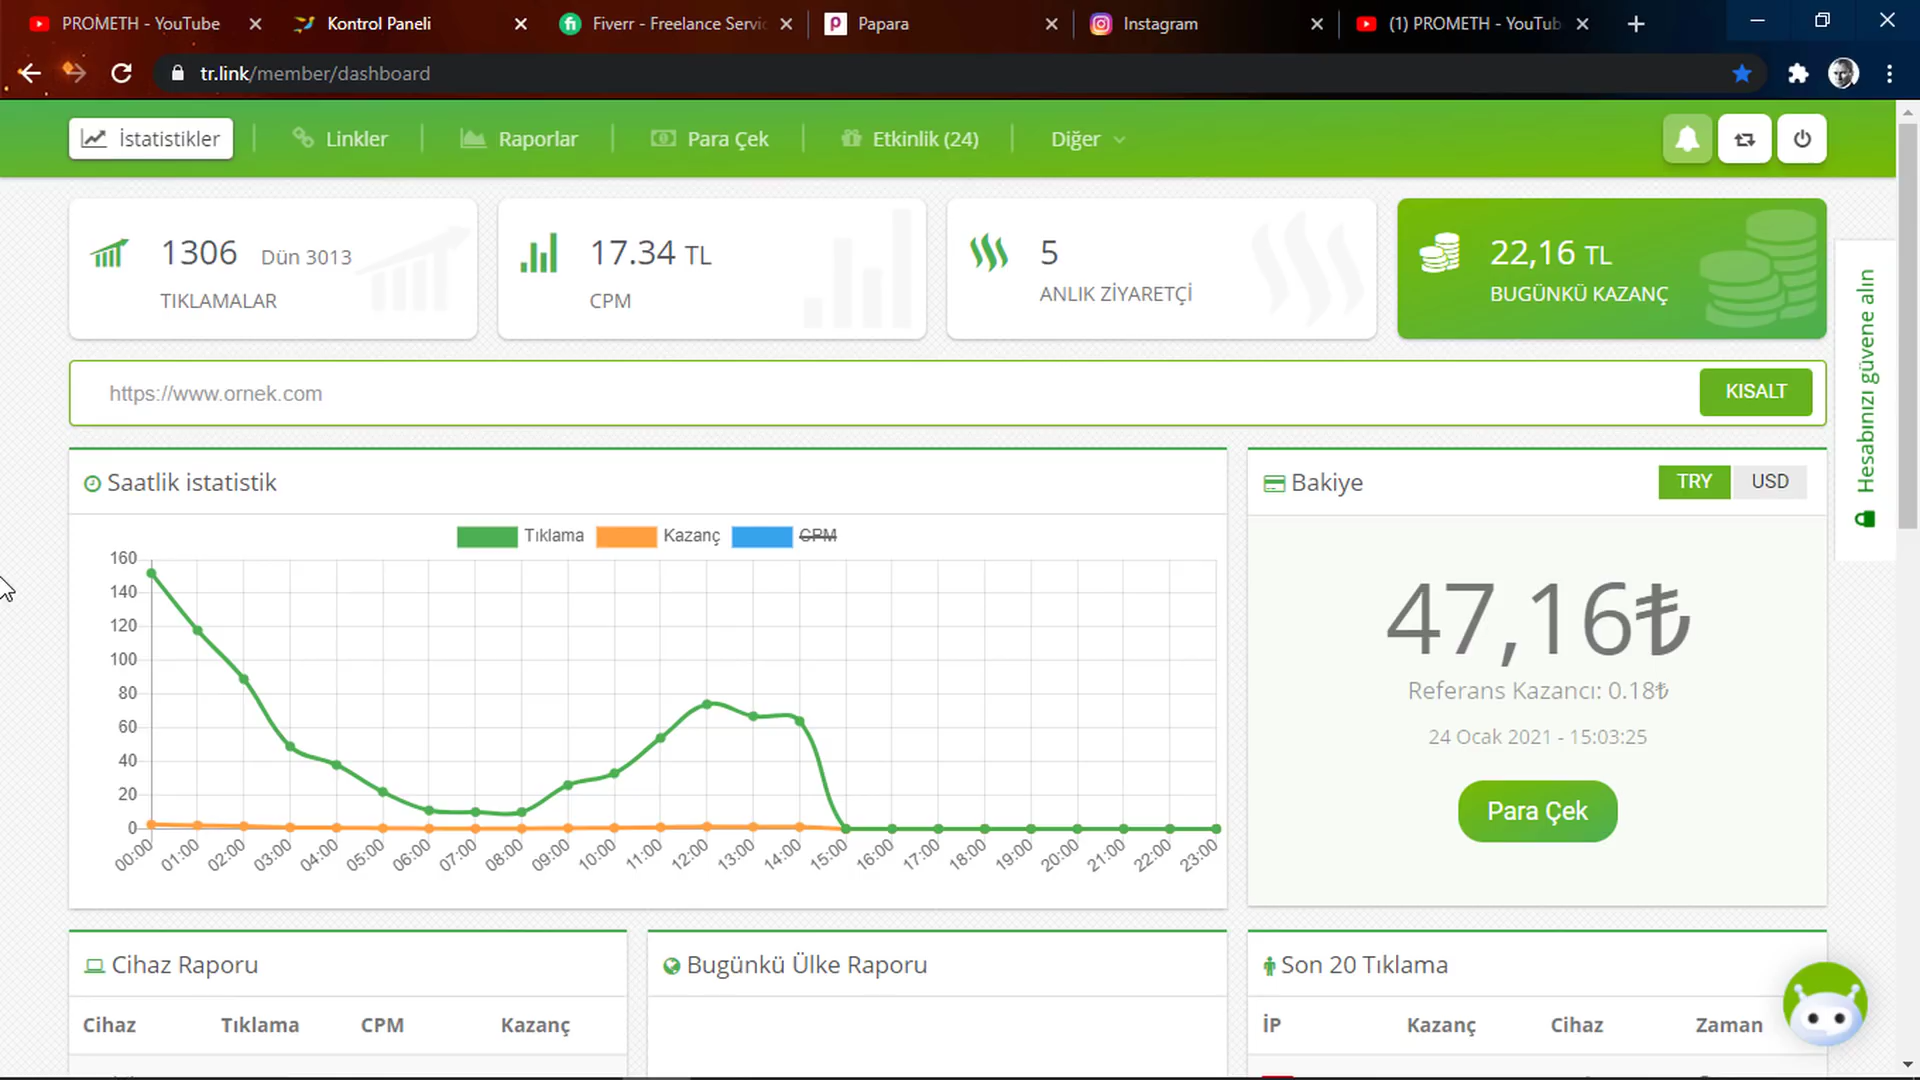 PROMETH - YouTube
Kontrol Paneli
Fiverr - Freelance Servic
Papara
Instagram
(1) PROMETH - YouTub
tr.link/member/dashboard
İstatistikler
Linkler
Raporlar
Para Çek
Etkinlik (24)
Diğer
1306 Dün 3013
TIKLAMALAR
17.34 TL
CPM
5
ANLIK ZİYARETÇİ
22,16 TL
BUGÜNKÜ KAZANÇ
Hesabınızı güvene alın
https://www.ornek.com
KISALT
Saatlik istatistik
Tıklama
Kazanç
CPM
160
140
120
100
80
60
40
20
0
00:00
01:00
02:00
03:00
04:00
05:00
06:00
07:00
08:00
09:00
10:00
11:00
12:00
13:00
14:00
15:00
16:00
17:00
18:00
19:00
20:00
21:00
22:00
23:00
Bakiye
TRY
USD
47,16₺
Referans Kazancı: 0.18₺
24 Ocak 2021 - 15:03:25
Para Çek
Cihaz Raporu
Cihaz Tıklama CPM Kazanç
Bugünkü Ülke Raporu
Son 20 Tıklama
İP Kazanç Cihaz Zaman